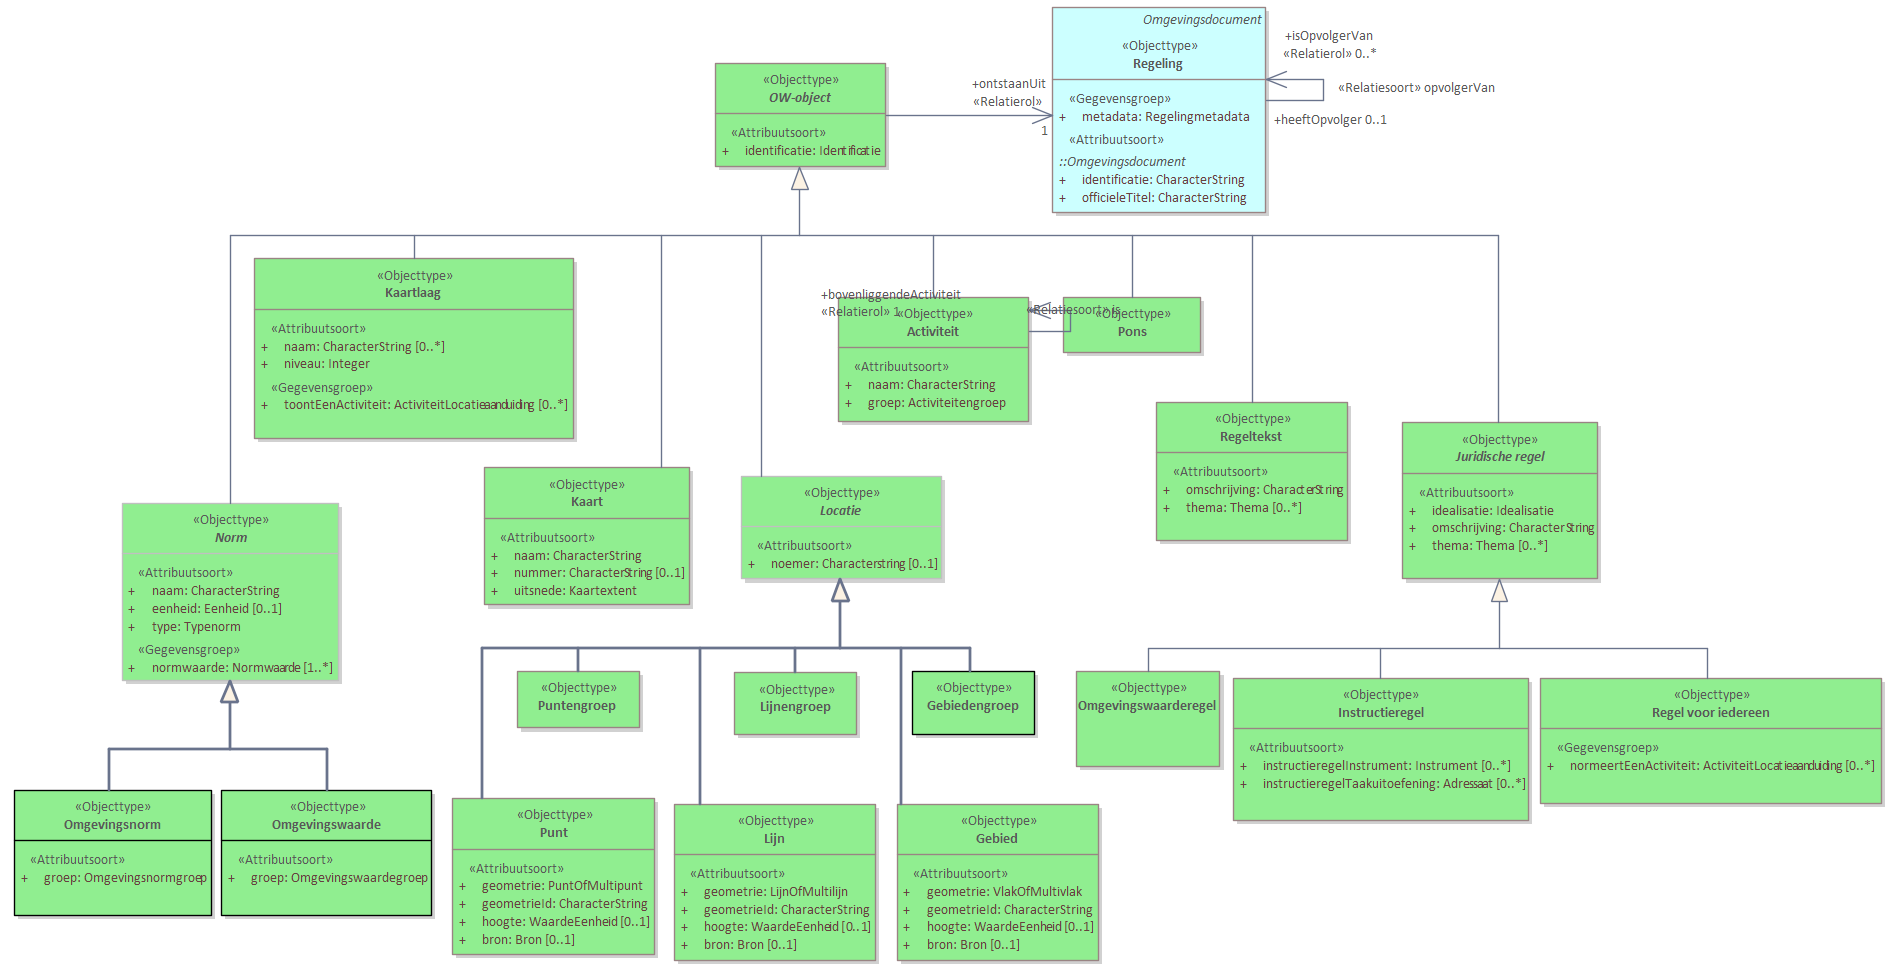 Omgevingsdocument
«Objecttype»
Regeling
«Gegevensgroep»
+ metadata: Regelingmetadata
«Attribuutsoort»
::Omgevingsdocument
+ identificatie: CharacterString
+ officieleTitel: CharacterString
+isOpvolgerVan
«Relatierol» 0..*
«Relatiesoort» opvolgerVan
+heeftOpvolger 0..1
«Objecttype»
OW-object
«Attribuutsoort»
+ identificatie: Identificatie
+ontstaanUit
«Relatierol»
1
«Objecttype»
Kaartlaag
«Attribuutsoort»
+ naam: CharacterString [0..*]
+ niveau: Integer
«Gegevensgroep»
+ toontEenActiviteit: ActiviteitLocatieaanduiding [0..*]
+bovenliggendeActiviteit
«Relatierol» 1
«Objecttype»
Activiteit
«Attribuutsoort»
+ naam: CharacterString
+ groep: Activiteitengroep
«Relatiesoort» is
«Objecttype»
Pons
«Objecttype»
Regeltekst
«Attribuutsoort»
+ omschrijving: CharacterString
+ thema: Thema [0..*]
«Objecttype»
Juridische regel
«Attribuutsoort»
+ idealisatie: Idealisatie
+ omschrijving: CharacterString
+ thema: Thema [0..*]
«Objecttype»
Norm
«Attribuutsoort»
+ naam: CharacterString
+ eenheid: Eenheid [0..1]
+ type: Typenorm
«Gegevensgroep»
+ normwaarde: Normwaarde [1..*]
«Objecttype»
Kaart
«Attribuutsoort»
+ naam: CharacterString
+ nummer: CharacterString [0..1]
+ uitsnede: Kaartextent
«Objecttype»
Locatie
«Attribuutsoort»
+ noemer: Characterstring [0..1]
«Objecttype»
Puntengroep
«Objecttype»
Lijnengroep
«Objecttype»
Gebiedengroep
«Objecttype»
Omgevingswaarderegel
«Objecttype»
Instructieregel
«Attribuutsoort»
+ instructieregelInstrument: Instrument [0..*]
+ instructieregelTaakuitoefening: Adressaat [0..*]
«Objecttype»
Regel voor iedereen
«Gegevensgroep»
+ normeertEenActiviteit: ActiviteitLocatieaanduiding [0..*]
«Objecttype»
Omgevingsnorm
«Attribuutsoort»
+ groep: Omgevingsnormgroep
«Objecttype»
Omgevingswaarde
«Attribuutsoort»
+ groep: Omgevingswaardegroep
«Objecttype»
Punt
«Attribuutsoort»
+ geometrie: PuntOfMultipunt
+ geometrieId: CharacterString
+ hoogte: WaardeEenheid [0..1]
+ bron: Bron [0..1]
«Objecttype»
Lijn
«Attribuutsoort»
+ geometrie: LijnOfMultilijn
+ geometrieId: CharacterString
+ hoogte: WaardeEenheid [0..1]
+ bron: Bron [0..1]
«Objecttype»
Gebied
«Attribuutsoort»
+ geometrie: VlakOfMultivlak
+ geometrieId: CharacterString
+ hoogte: WaardeEenheid [0..1]
+ bron: Bron [0..1]